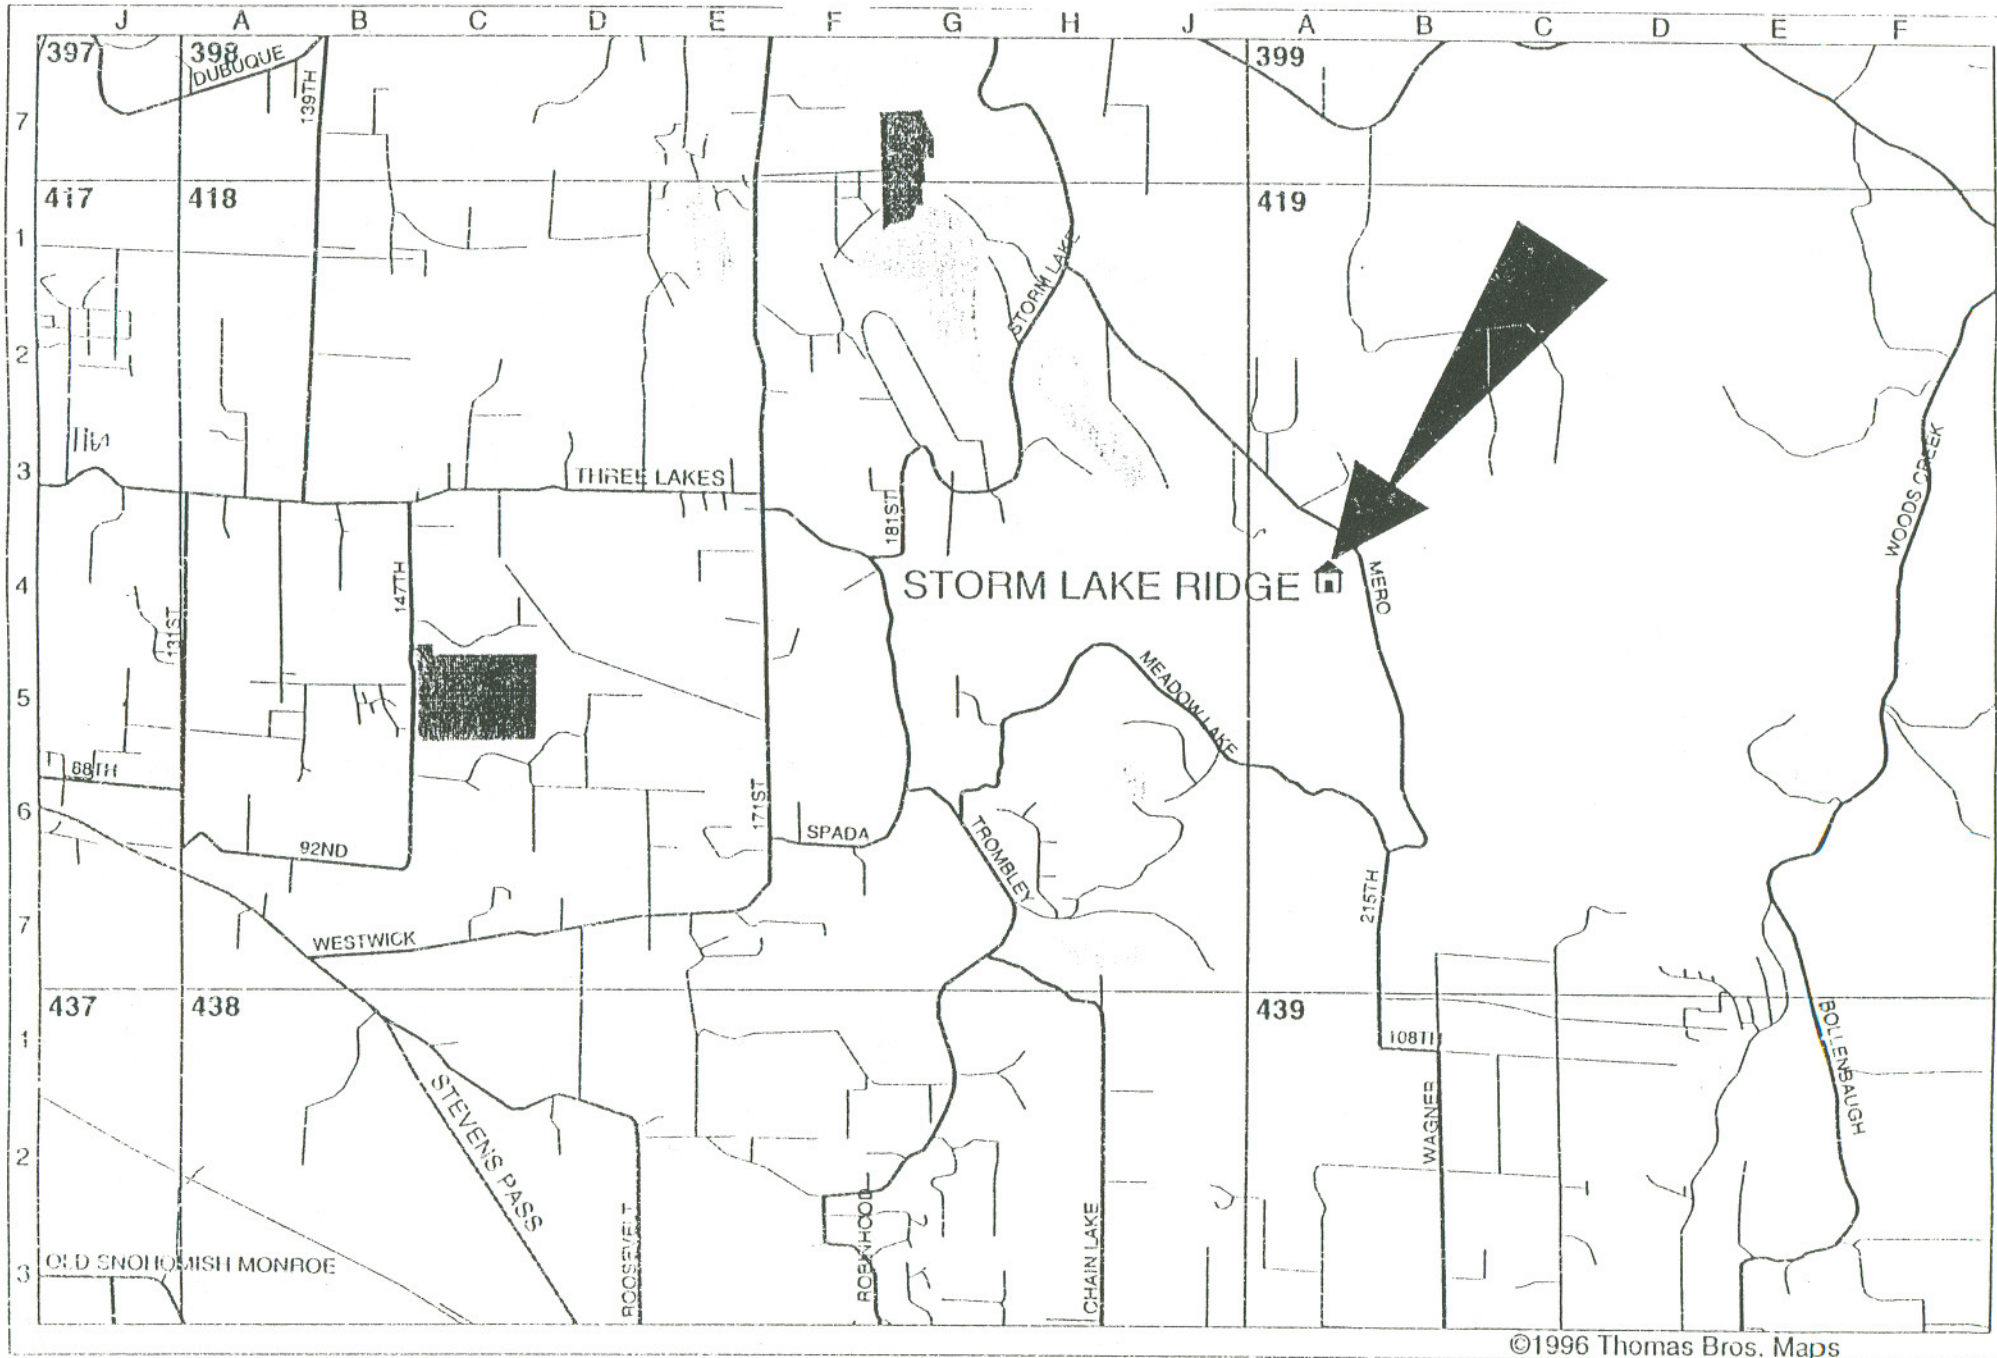 J A B C D E F G H J A B C D E F
397 398 399
DUBUQUE
139TH
7
417 418 419
1
STORM LAKE
2
WOODS CREEK
3
THREE LAKES
181ST
4
STORM LAKE RIDGE
MERO
147TH
131ST
5
MEADOW LAKE
88TH
171ST
6
92ND
SPADA
TROMBLEY
215TH
7
WESTWICK
437 438 439
1
108TH
BOLLENBAUGH
STEVENS PASS
WAGNER
2
ROOSEVELT
ROBINHOOD
CHAIN LAKE
OLD SNOHOMISH MONROE
3
©1996 Thomas Bros. Maps